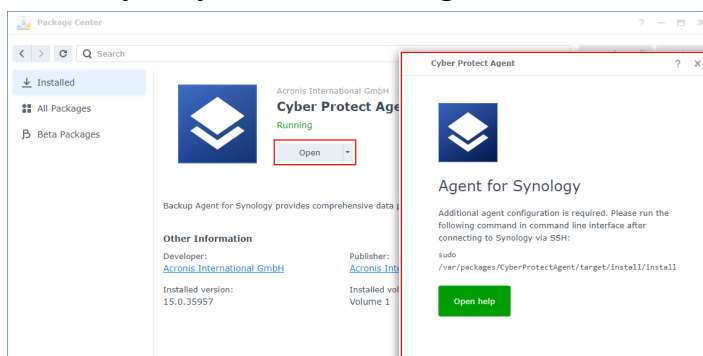 Package Center
Search
Installed
All Packages
Beta Packages
Acronis International GmbH
Cyber Protect Age
Running
Open
Backup Agent for Synology provides comprehensive data
Other Information
Developer:
Acronis International GmbH
Publisher:
Acronis Inte
Installed version:
15.0.35957
Installed vol
Volume 1
Cyber Protect Agent
Agent for Synology
Additional agent configuration is required. Please run the
following command in command line interface after
connecting to Synology via SSH:
sudo
/var/packages/CyberProtectAgent/target/install/install
Open help